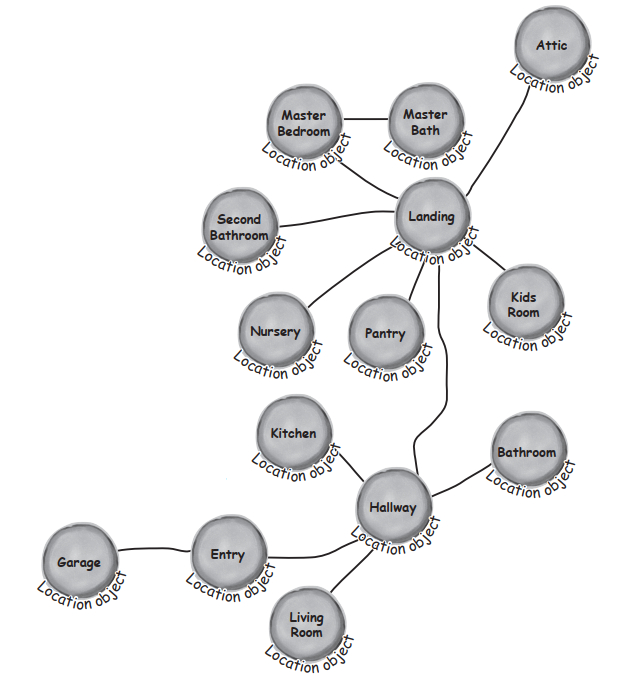 Attic
Location object
Master
Bedroom
Location object
Master
Bath
Location object
Landing
Location object
Second
Bathroom
Location object
Kids
Room
Location object
Nursery
Location object
Pantry
Location object
Kitchen
Location object
Bathroom
Location object
Hallway
Location object
Garage
Location object
Entry
Location object
Living
Room
Location object